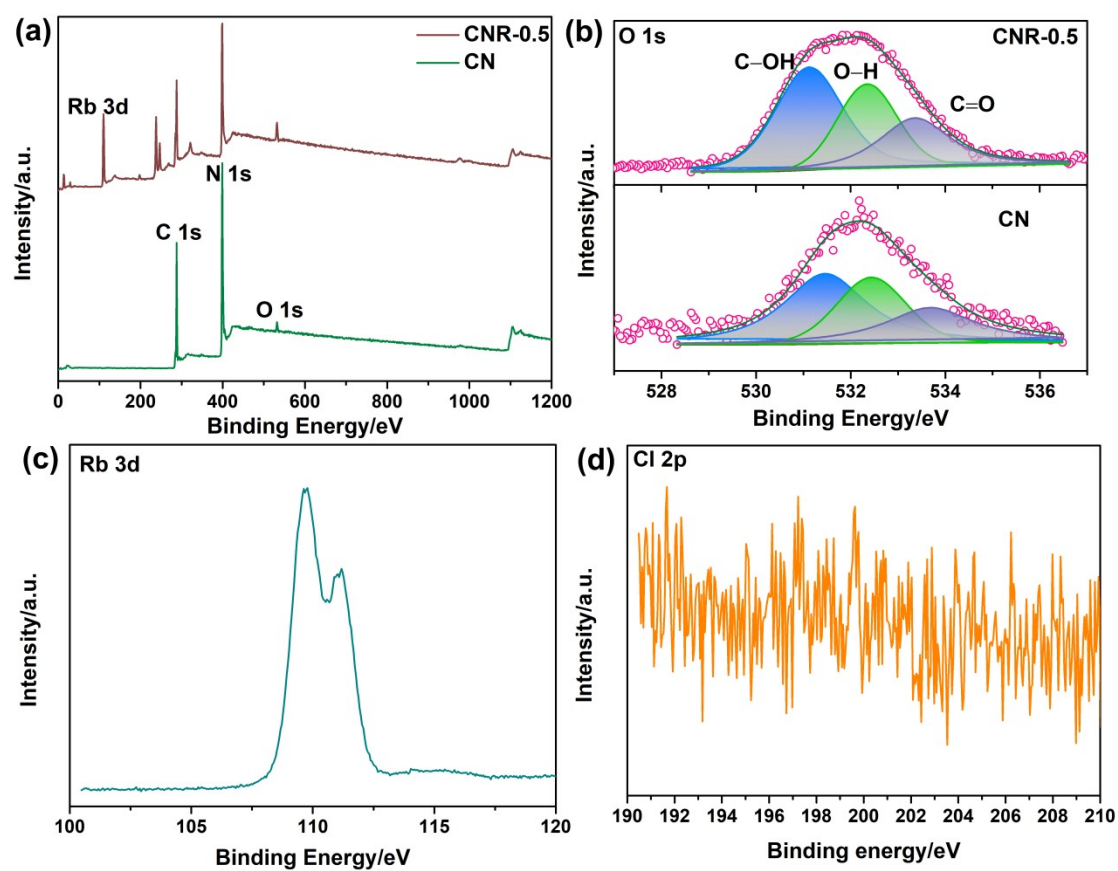 (a)
CNR-0.5
CN
Rb 3d
N 1s
C 1s
O 1s
Intensity/a.u.
0 200 400 600 800 1000 1200
Binding Energy/eV
(b)
O 1s
CNR-0.5
C–OH
O–H
C=O
CN
Intensity/a.u.
528 530 532 534 536
Binding Energy/eV
(c)
Rb 3d
Intensity/a.u.
100 105 110 115 120
Binding Energy/eV
(d)
Cl 2p
Intensity/a.u.
190 192 194 196 198 200 202 204 206 208 210
Binding energy/eV